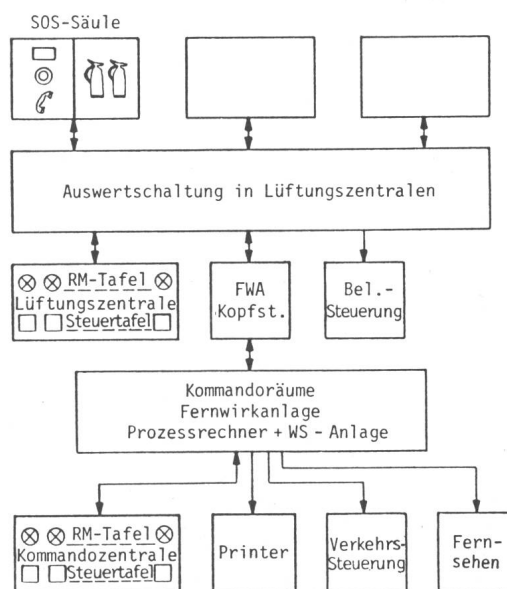 SOS-Säule
Auswertschaltung in Lüftungszentralen
RM-Tafel
Lüftungszentrale
Steuertafel
FWA
Kopfst.
Bel.-
Steuerung
Kommandoräume
Fernwirkanlage
Prozessrechner + WS - Anlage
RM-Tafel
Kommandozentrale
Steuertafel
Printer
Verkehrs-
Steuerung
Fern-
sehen